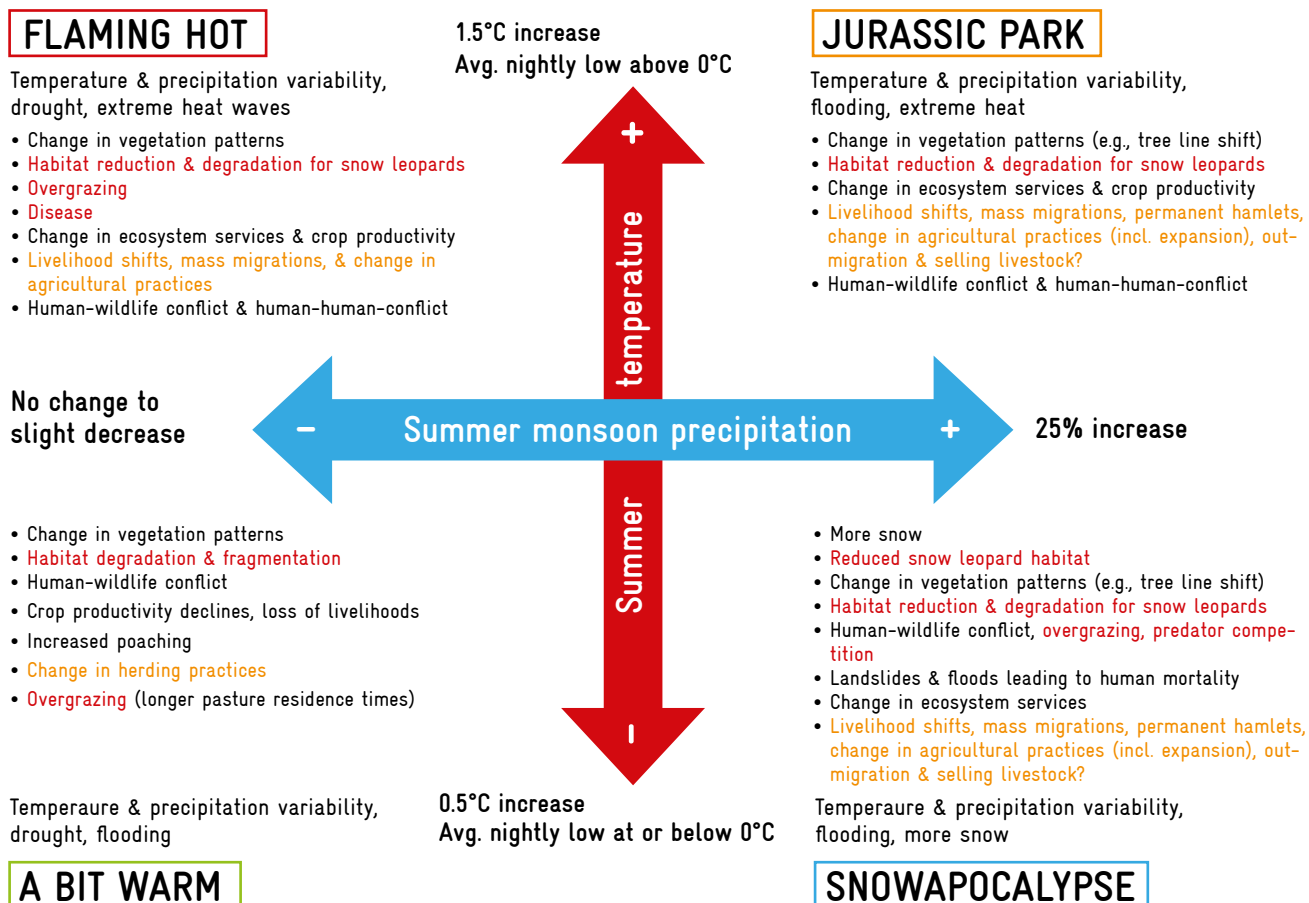 FLAMING HOT
Temperature & precipitation variability,
drought, extreme heat waves
• Change in vegetation patterns
• Habitat reduction & degradation for snow leopards
• Overgrazing
• Disease
• Change in ecosystem services & crop productivity
• Livelihood shifts, mass migrations, & change in
agricultural practices
• Human-wildlife conflict & human-human-conflict
1.5°C increase
Avg. nightly low above 0°C
JURASSIC PARK
Temperature & precipitation variability,
flooding, extreme heat
• Change in vegetation patterns (e.g., tree line shift)
• Habitat reduction & degradation for snow leopards
• Change in ecosystem services & crop productivity
• Livelihood shifts, mass migrations, permanent hamlets,
change in agricultural practices (incl. expansion), out-
migration & selling livestock?
• Human-wildlife conflict & human-human-conflict
+
Summer temperature
–
No change to
slight decrease
– Summer monsoon precipitation +
25% increase
• Change in vegetation patterns
• Habitat degradation & fragmentation
• Human-wildlife conflict
• Crop productivity declines, loss of livelihoods
• Increased poaching
• Change in herding practices
• Overgrazing (longer pasture residence times)
Temperaure & precipitation variability,
drought, flooding
A BIT WARM
0.5°C increase
Avg. nightly low at or below 0°C
• More snow
• Reduced snow leopard habitat
• Change in vegetation patterns (e.g., tree line shift)
• Habitat reduction & degradation for snow leopards
• Human-wildlife conflict, overgrazing, predator compe-
tition
• Landslides & floods leading to human mortality
• Change in ecosystem services
• Livelihood shifts, mass migrations, permanent hamlets,
change in agricultural practices (incl. expansion), out-
migration & selling livestock?
Temperaure & precipitation variability,
flooding, more snow
SNOWAPOCALYPSE